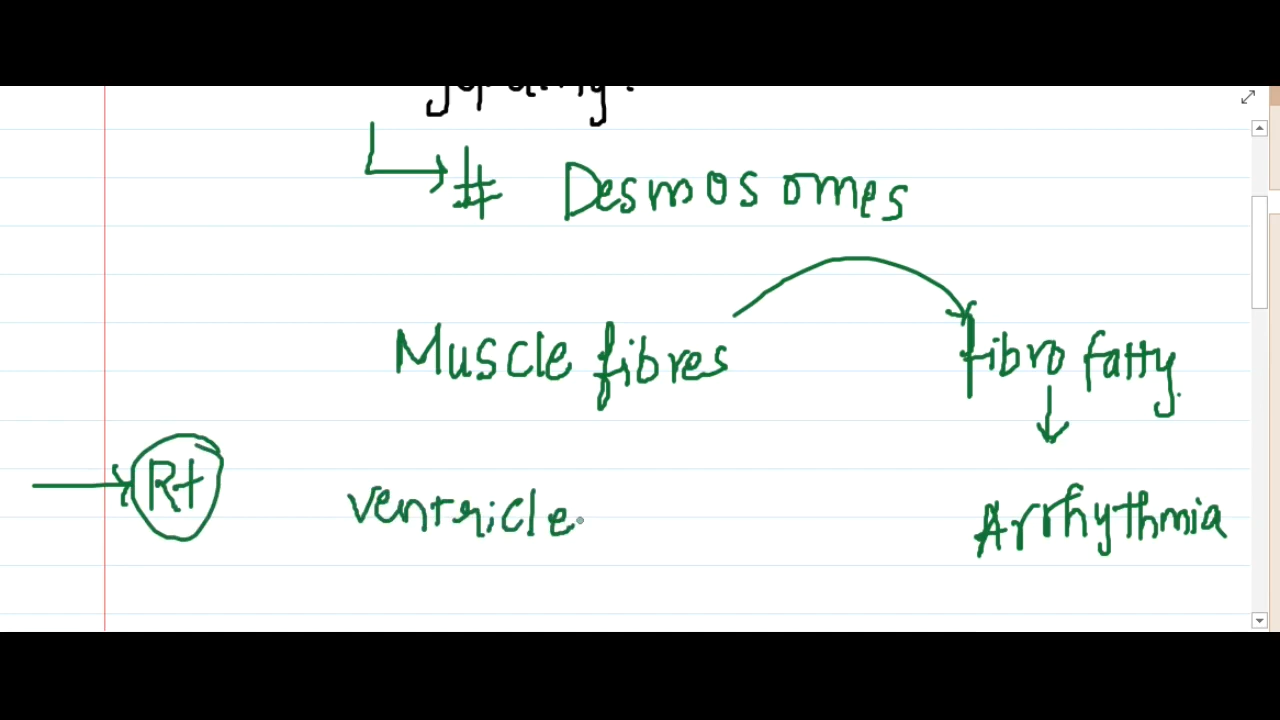 # Desmosomes
Muscle fibres fibro fatty.
Rt ventricle Arrhythmia